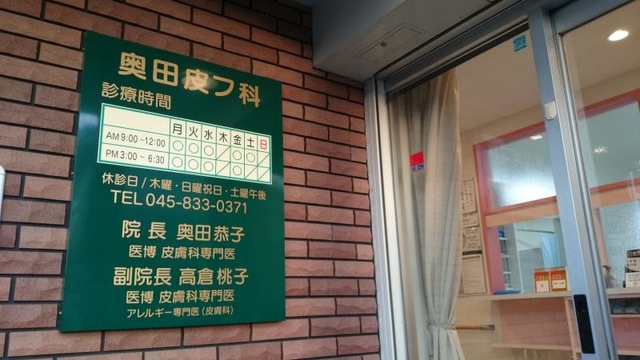 奥田皮フ科
診療時間
月 火 水 木 金 土 日
AM 9:00~12:00 ○ ○ ○ / ○ ○ /
PM 3:00~6:30 ○ ○ ○ / ○ / /
休診日/木曜・日曜祝日・土曜午後
TEL 045-833-0371
院長 奥田恭子
医博 皮膚科専門医
副院長 高倉桃子
医博 皮膚科専門医
アレルギー専門医(皮膚科)